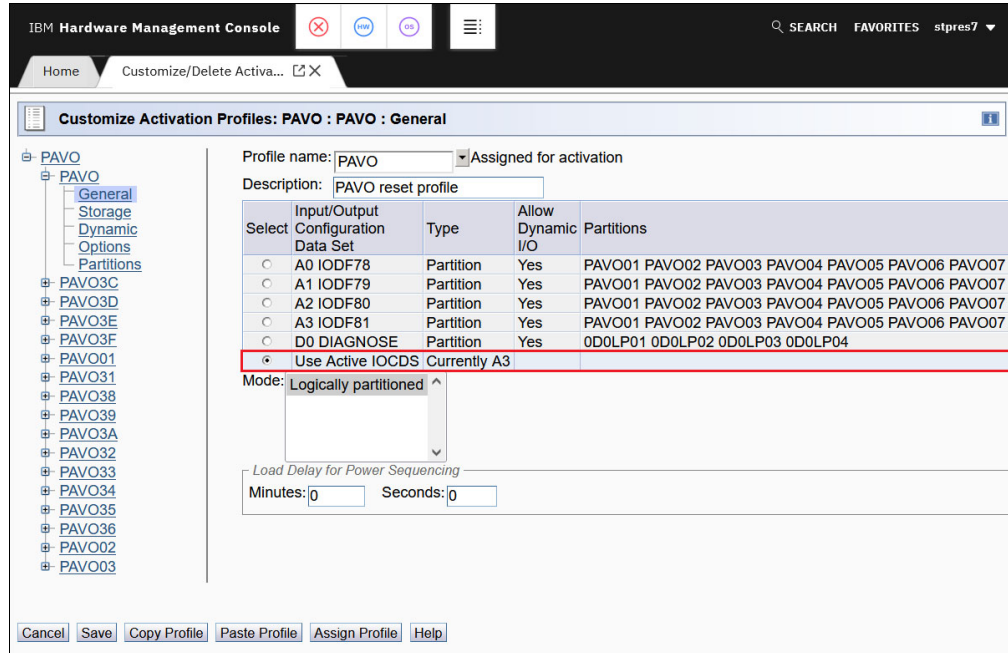 IBM Hardware Management Console HW OS SEARCH FAVORITES stpres7
Home Customize/Delete Activa...
Customize Activation Profiles: PAVO : PAVO : General
PAVO
PAVO
General
Storage
Dynamic
Options
Partitions
PAVO3C
PAVO3D
PAVO3E
PAVO3F
PAVO01
PAVO31
PAVO38
PAVO39
PAVO3A
PAVO32
PAVO33
PAVO34
PAVO35
PAVO36
PAVO02
PAVO03
Profile name: PAVO Assigned for activation
Description: PAVO reset profile
Select Input/Output Configuration Data Set Type Allow Dynamic I/O Partitions
A0 IODF78 Partition Yes PAVO01 PAVO02 PAVO03 PAVO04 PAVO05 PAVO06 PAVO07
A1 IODF79 Partition Yes PAVO01 PAVO02 PAVO03 PAVO04 PAVO05 PAVO06 PAVO07
A2 IODF80 Partition Yes PAVO01 PAVO02 PAVO03 PAVO04 PAVO05 PAVO06 PAVO07
A3 IODF81 Partition Yes PAVO01 PAVO02 PAVO03 PAVO04 PAVO05 PAVO06 PAVO07
D0 DIAGNOSE Partition Yes 0D0LP01 0D0LP02 0D0LP03 0D0LP04
Use Active IOCDS Currently A3
Mode: Logically partitioned
Load Delay for Power Sequencing
Minutes: 0 Seconds: 0
Cancel Save Copy Profile Paste Profile Assign Profile Help